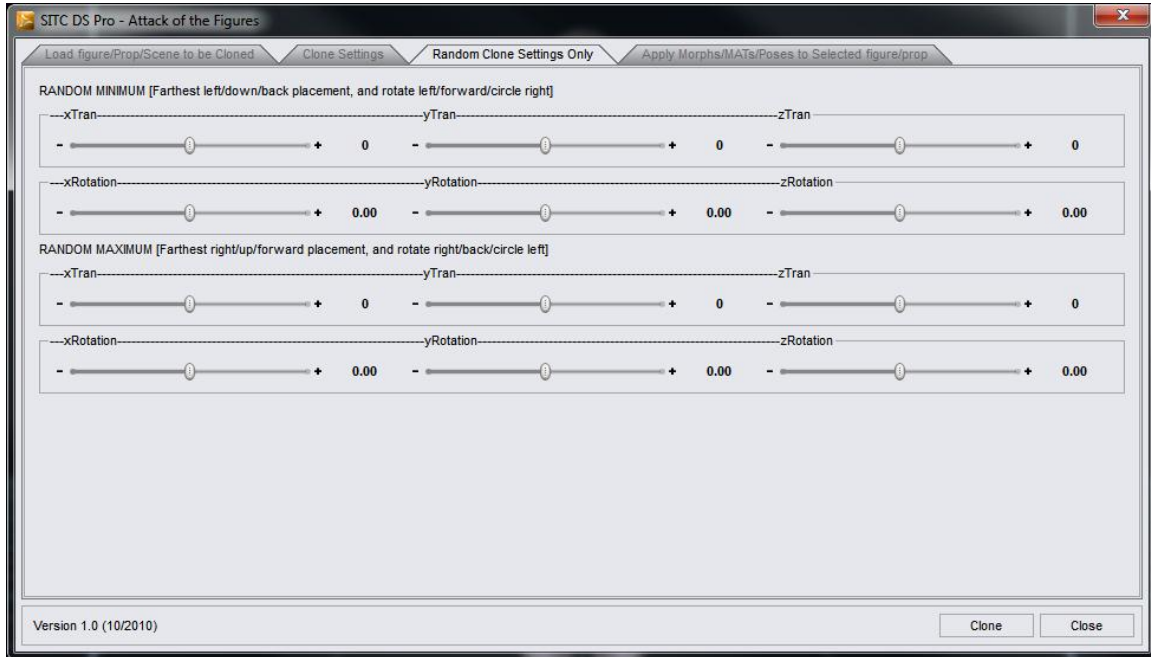 SITC DS Pro - Attack of the Figures
x
Load figure/Prop/Scene to be Cloned Clone Settings Random Clone Settings Only Apply Morphs/MATs/Poses to Selected figure/prop
RANDOM MINIMUM [Farthest left/down/back placement, and rotate left/forward/circle right]
---xTran---yTran---zTran
- + 0 - + 0 - + 0
---xRotation---yRotation---zRotation
- + 0.00 - + 0.00 - + 0.00
RANDOM MAXIMUM [Farthest right/up/forward placement, and rotate right/back/circle left]
---xTran---yTran---zTran
- + 0 - + 0 - + 0
---xRotation---yRotation---zRotation
- + 0.00 - + 0.00 - + 0.00
Version 1.0 (10/2010) Clone Close